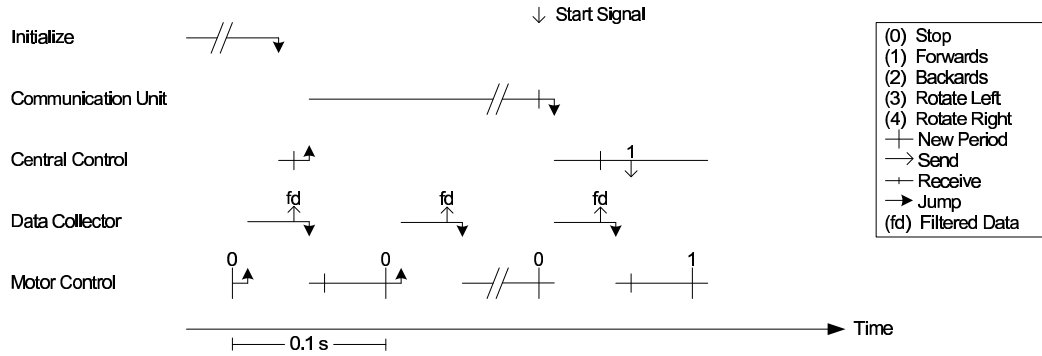 Start Signal
Initialize
Communication Unit
Central Control
1
Data Collector
fd
fd
fd
Motor Control
0
0
0
1
Time
0.1 s
(0) Stop
(1) Forwards
(2) Backards
(3) Rotate Left
(4) Rotate Right
New Period
Send
Receive
Jump
(fd) Filtered Data